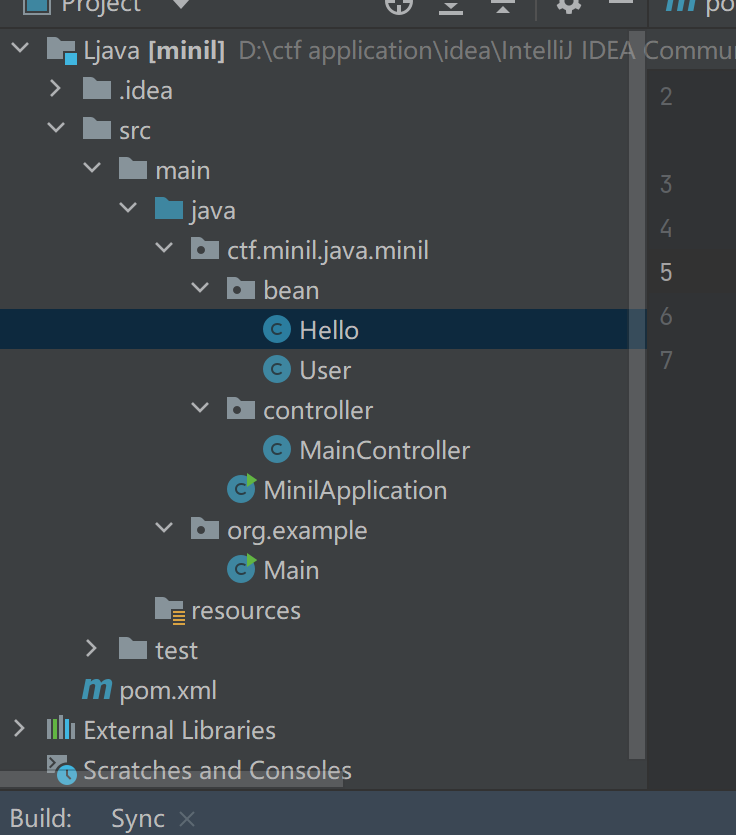 Project
Ljava [minil] D:\ctf application\idea\IntelliJ IDEA
.idea
src
main
java
ctf.minil.java.minil
bean
Hello
User
controller
MainController
MinilApplication
org.example
Main
resources
test
pom.xml
External Libraries
Scratches and Consoles
Build: Sync
2
3
4
5
6
7